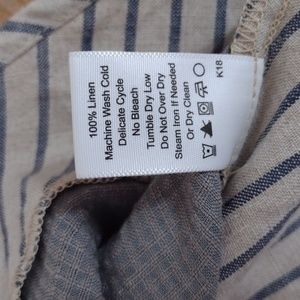 100% Linen
Machine Wash Cold
Delicate Cycle
No Bleach
Tumble Dry Low
Do Not Over Dry
Steam Iron If Needed
Or Dry Clean
K18